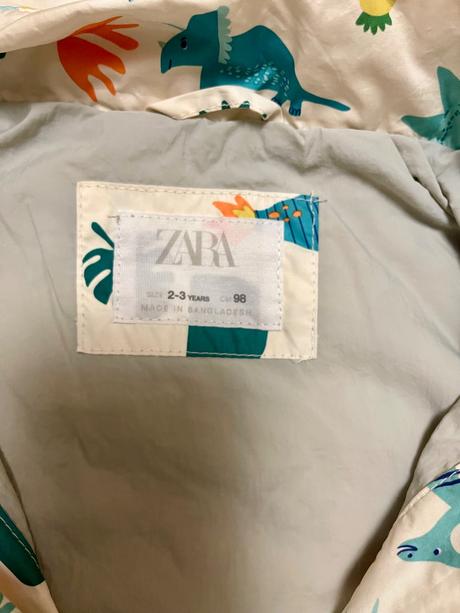 ZARA
SIZE 2-3 YEARS CM 98
MADE IN BANGLADESH